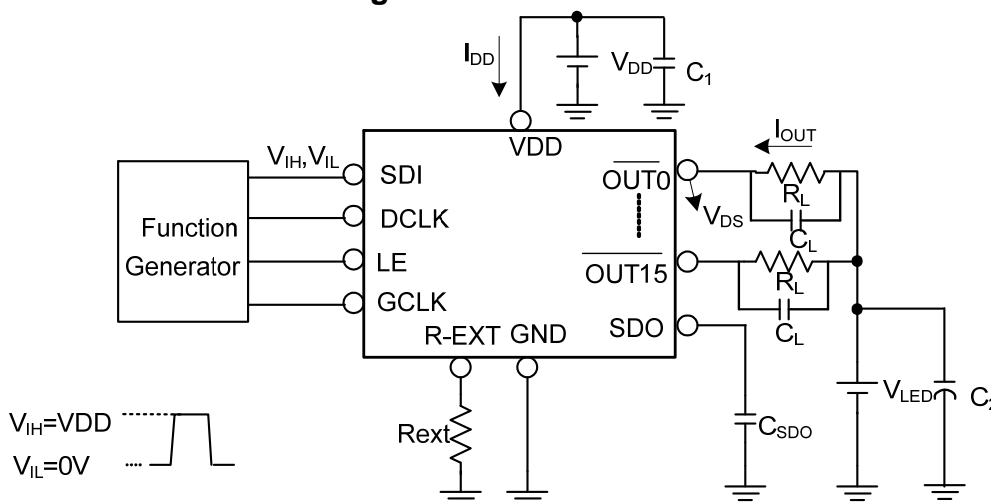 I_DD
V_DD
C_1
VDD
V_IH,V_IL
SDI
DCLK
LE
GCLK
Function
Generator
OUT0
I_OUT
R_L
C_L
V_DS
OUT15
R_L
C_L
SDO
R-EXT
GND
Rext
C_SDO
V_LED
C_2
V_IH=VDD
V_IL=0V